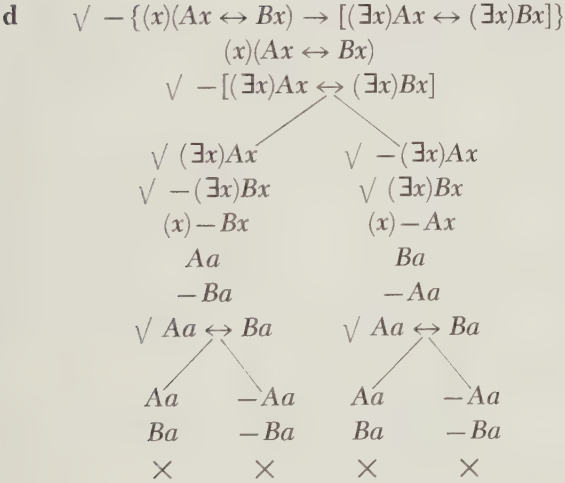 d √ −{(x)(Ax ↔ Bx) → [(∃x)Ax ↔ (∃x)Bx]}
(x)(Ax ↔ Bx)
√ −[(∃x)Ax ↔ (∃x)Bx]
√ (∃x)Ax √ −(∃x)Ax
√ −(∃x)Bx √ (∃x)Bx
(x)−Bx (x)−Ax
Aa Ba
−Ba −Aa
√ Aa ↔ Ba √ Aa ↔ Ba
Aa −Aa Aa −Aa
Ba −Ba Ba −Ba
× × × ×